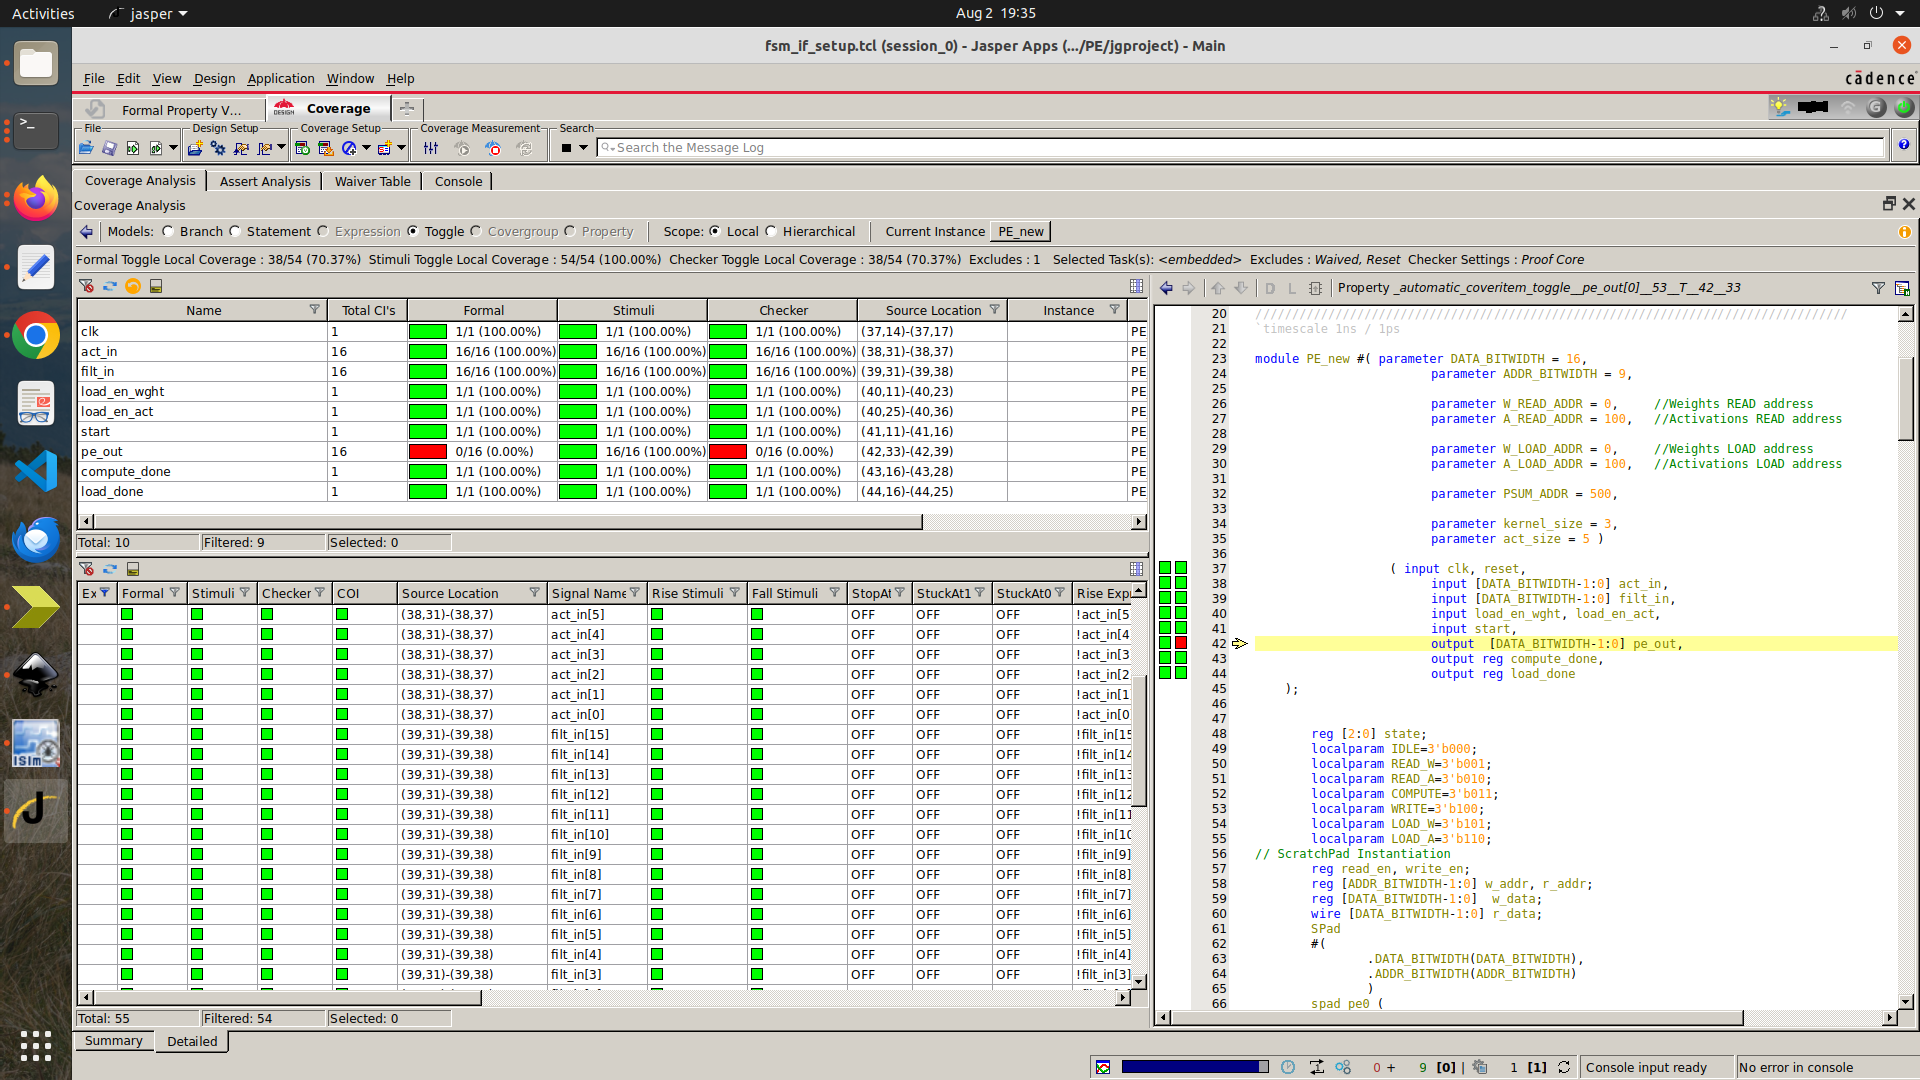 Activities
jasper
Aug 2 19:35
fsm_if_setup.tcl (session_0) - Jasper Apps (.../PE/jgproject) - Main
File Edit View Design Application Window Help
cādence
Formal Property V...
Coverage
File
Design Setup
Coverage Setup
Coverage Measurement
Search
Search the Message Log
Coverage Analysis
Assert Analysis
Waiver Table
Console
Coverage Analysis
Models: Branch Statement Expression Toggle Covergroup Property Scope: Local Hierarchical Current Instance PE_new
Formal Toggle Local Coverage : 38/54 (70.37%) Stimuli Toggle Local Coverage : 54/54 (100.00%) Checker Toggle Local Coverage : 38/54 (70.37%) Excludes : 1 Selected Task(s): <embedded> Excludes : Waived, Reset Checker Settings : Proof Core
Name Total CI's Formal Stimuli Checker Source Location Instance
clk 1 1/1 (100.00%) 1/1 (100.00%) 1/1 (100.00%) (37,14)-(37,17) PE
act_in 16 16/16 (100.00%) 16/16 (100.00%) 16/16 (100.00%) (38,31)-(38,37) PE
filt_in 16 16/16 (100.00%) 16/16 (100.00%) 16/16 (100.00%) (39,31)-(39,38) PE
load_en_wght 1 1/1 (100.00%) 1/1 (100.00%) 1/1 (100.00%) (40,11)-(40,23) PE
load_en_act 1 1/1 (100.00%) 1/1 (100.00%) 1/1 (100.00%) (40,25)-(40,36) PE
start 1 1/1 (100.00%) 1/1 (100.00%) 1/1 (100.00%) (41,11)-(41,16) PE
pe_out 16 0/16 (0.00%) 16/16 (100.00%) 0/16 (0.00%) (42,33)-(42,39) PE
compute_done 1 1/1 (100.00%) 1/1 (100.00%) 1/1 (100.00%) (43,16)-(43,28) PE
load_done 1 1/1 (100.00%) 1/1 (100.00%) 1/1 (100.00%) (44,16)-(44,25) PE
Total: 10 Filtered: 9 Selected: 0
Ex Formal Stimuli Checker COI Source Location Signal Name Rise Stimuli Fall Stimuli StopAt StuckAt1 StuckAt0 Rise Exp
(38,31)-(38,37) act_in[5] OFF OFF OFF !act_in[5
(38,31)-(38,37) act_in[4] OFF OFF OFF !act_in[4
(38,31)-(38,37) act_in[3] OFF OFF OFF !act_in[3
(38,31)-(38,37) act_in[2] OFF OFF OFF !act_in[2
(38,31)-(38,37) act_in[1] OFF OFF OFF !act_in[1
(38,31)-(38,37) act_in[0] OFF OFF OFF !act_in[0
(39,31)-(39,38) filt_in[15] OFF OFF OFF !filt_in[15
(39,31)-(39,38) filt_in[14] OFF OFF OFF !filt_in[14
(39,31)-(39,38) filt_in[13] OFF OFF OFF !filt_in[13
(39,31)-(39,38) filt_in[12] OFF OFF OFF !filt_in[12
(39,31)-(39,38) filt_in[11] OFF OFF OFF !filt_in[11
(39,31)-(39,38) filt_in[10] OFF OFF OFF !filt_in[10
(39,31)-(39,38) filt_in[9] OFF OFF OFF !filt_in[9]
(39,31)-(39,38) filt_in[8] OFF OFF OFF !filt_in[8]
(39,31)-(39,38) filt_in[7] OFF OFF OFF !filt_in[7]
(39,31)-(39,38) filt_in[6] OFF OFF OFF !filt_in[6]
(39,31)-(39,38) filt_in[5] OFF OFF OFF !filt_in[5]
(39,31)-(39,38) filt_in[4] OFF OFF OFF !filt_in[4]
(39,31)-(39,38) filt_in[3] OFF OFF OFF !filt_in[3]
Total: 55 Filtered: 54 Selected: 0
Summary Detailed
D L Property _automatic_coveritem_toggle__pe_out[0]__53__T__42__33
20 ////////////////////////////////////////////////////////////////////////////////
21 `timescale 1ns / 1ps
22
23 module PE_new #( parameter DATA_BITWIDTH = 16,
24 parameter ADDR_BITWIDTH = 9,
25
26 parameter W_READ_ADDR = 0, //Weights READ address
27 parameter A_READ_ADDR = 100, //Activations READ address
28
29 parameter W_LOAD_ADDR = 0, //Weights LOAD address
30 parameter A_LOAD_ADDR = 100, //Activations LOAD address
31
32 parameter PSUM_ADDR = 500,
33
34 parameter kernel_size = 3,
35 parameter act_size = 5 )
36
37 ( input clk, reset,
38 input [DATA_BITWIDTH-1:0] act_in,
39 input [DATA_BITWIDTH-1:0] filt_in,
40 input load_en_wght, load_en_act,
41 input start,
42 output [DATA_BITWIDTH-1:0] pe_out,
43 output reg compute_done,
44 output reg load_done
45 );
46
47
48 reg [2:0] state;
49 localparam IDLE=3'b000;
50 localparam READ_W=3'b001;
51 localparam READ_A=3'b010;
52 localparam COMPUTE=3'b011;
53 localparam WRITE=3'b100;
54 localparam LOAD_W=3'b101;
55 localparam LOAD_A=3'b110;
56 // ScratchPad Instantiation
57 reg read_en, write_en;
58 reg [ADDR_BITWIDTH-1:0] w_addr, r_addr;
59 reg [DATA_BITWIDTH-1:0] w_data;
60 wire [DATA_BITWIDTH-1:0] r_data;
61 SPad
62 #(
63 .DATA_BITWIDTH(DATA_BITWIDTH),
64 .ADDR_BITWIDTH(ADDR_BITWIDTH)
65 )
66 spad_pe0 (
0 + 9 [0] | 1 [1] Console input ready No error in console